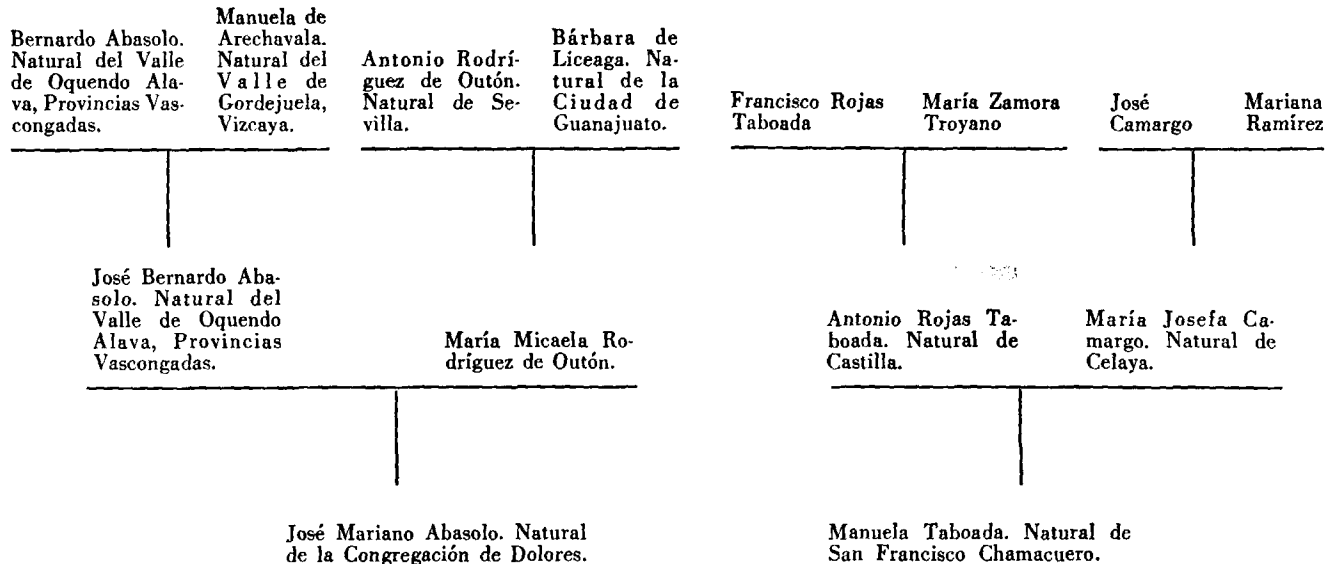 Bernardo Abasolo.
Natural del Valle
de Oquendo Ala-
va, Provincias Vas-
congadas.
Manuela de
Arechavala.
Natural del
Valle de
Gordejuela,
Vizcaya.
Antonio Rodrí-
guez de Outón.
Natural de Se-
villa.
Bárbara de
Liceaga. Na-
tural de la
Ciudad de
Guanajuato.
Francisco Rojas
Taboada
María Zamora
Troyano
José
Camargo
Mariana
Ramírez
José Bernardo Aba-
solo. Natural del
Valle de Oquendo
Alava, Provincias
Vascongadas.
María Micaela Ro-
dríguez de Outón.
Antonio Rojas Ta-
boada. Natural de
Castilla.
María Josefa Ca-
margo. Natural de
Celaya.
José Mariano Abasolo. Natural
de la Congregación de Dolores.
Manuela Taboada. Natural de
San Francisco Chamacuero.